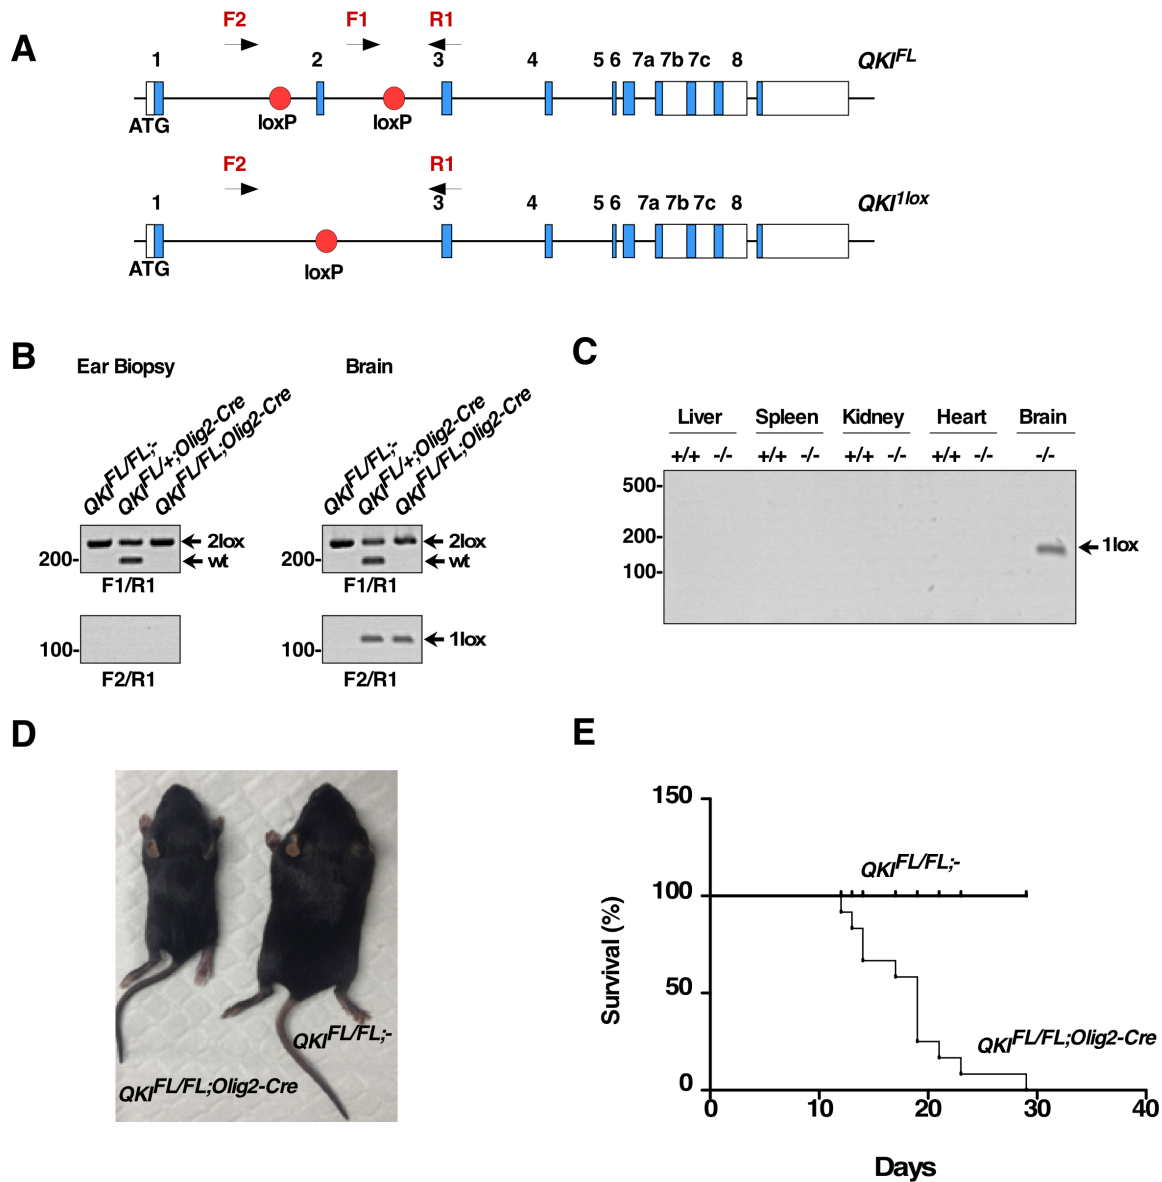 A
F2 F1 R1
1 2 3 4 5 6 7a 7b 7c 8 QKI^FL
ATG loxP loxP
F2 R1
1 3 4 5 6 7a 7b 7c 8 QKI^1lox
ATG loxP
B
Ear Biopsy Brain
QKI^FL/FL;- QKI^FL/+;Olig2-Cre QKI^FL/FL;Olig2-Cre
QKI^FL/FL;- QKI^FL/+;Olig2-Cre QKI^FL/FL;Olig2-Cre
2lox 2lox
200- wt 200- wt
F1/R1 F1/R1
1lox
100- 100-
F2/R1 F2/R1
C
Liver Spleen Kidney Heart Brain
+/+ -/- +/+ -/- +/+ -/- +/+ -/- -/-
500-
200-
1lox
100-
D
QKI^FL/FL;-
QKI^FL/FL;Olig2-Cre
E
150
QKI^FL/FL;-
100
Survival (%)
50
QKI^FL/FL;Olig2-Cre
0
0 10 20 30 40
Days